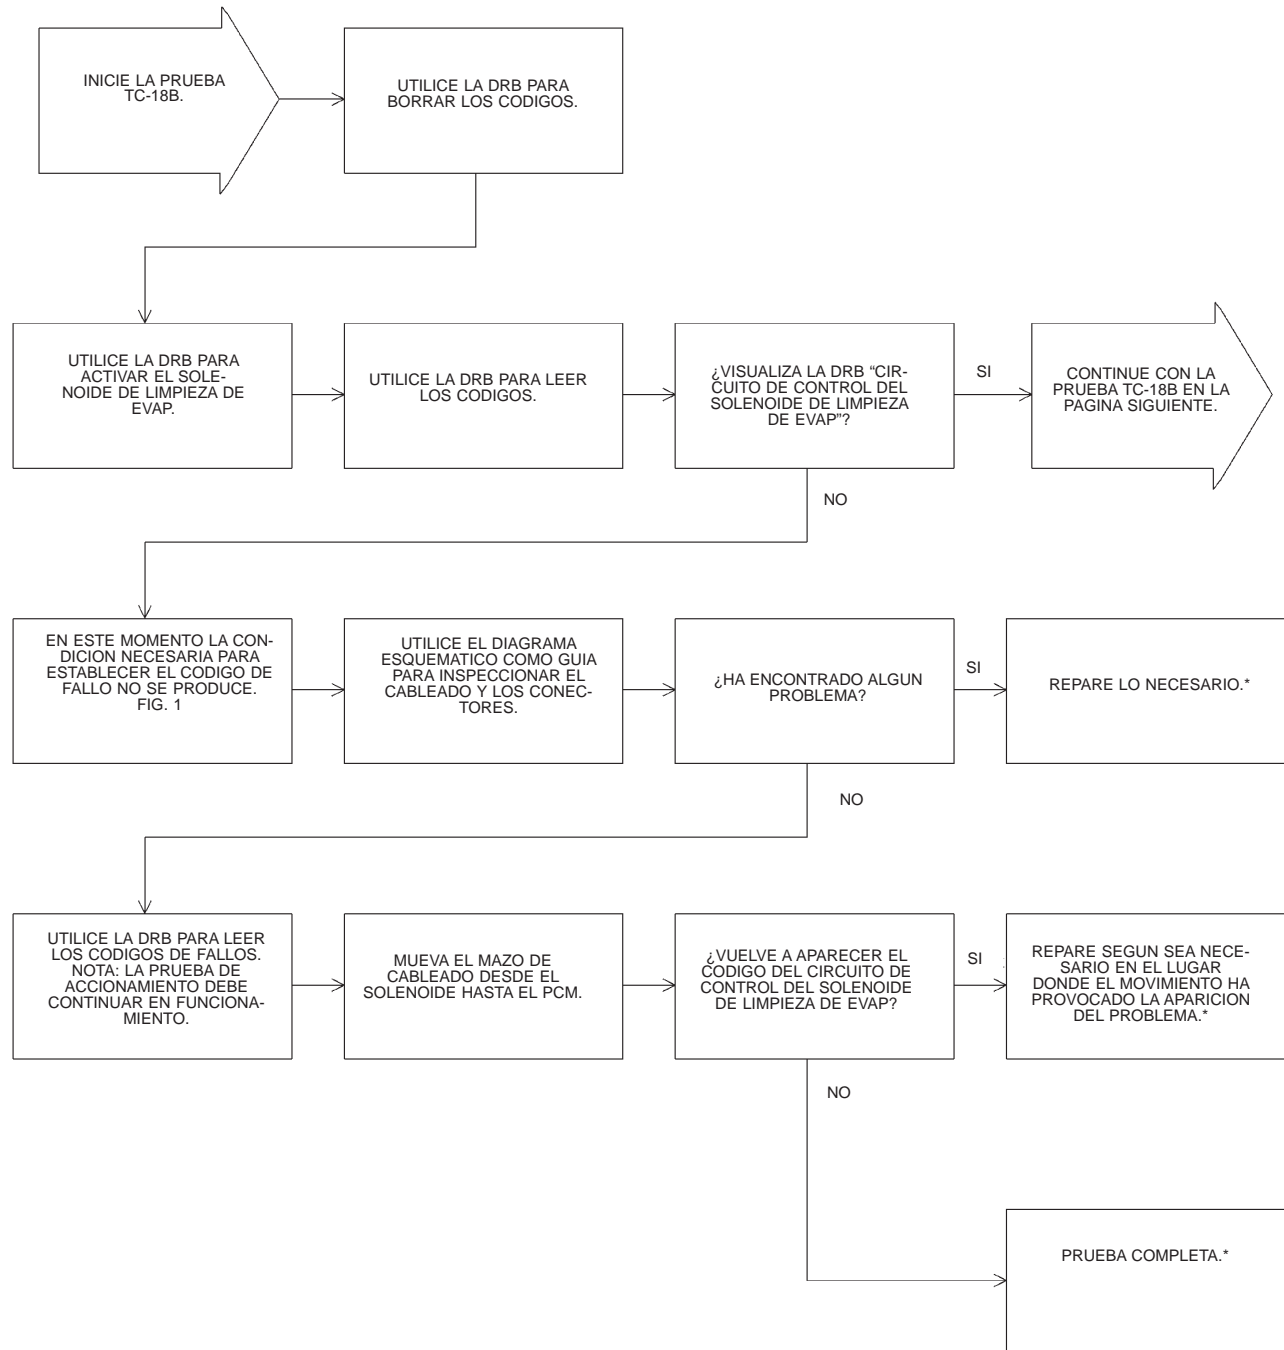 INICIE LA PRUEBA
TC-18B.
UTILICE LA DRB PARA
BORRAR LOS CODIGOS.
UTILICE LA DRB PARA
ACTIVAR EL SOLE-
NOIDE DE LIMPIEZA DE
EVAP.
UTILICE LA DRB PARA LEER
LOS CODIGOS.
¿VISUALIZA LA DRB “CIR-
CUITO DE CONTROL DEL
SOLENOIDE DE LIMPIEZA
DE EVAP”?
SI
CONTINUE CON LA
PRUEBA TC-18B EN LA
PAGINA SIGUIENTE.
NO
EN ESTE MOMENTO LA CON-
DICION NECESARIA PARA
ESTABLECER EL CODIGO DE
FALLO NO SE PRODUCE.
FIG. 1
UTILICE EL DIAGRAMA
ESQUEMATICO COMO GUIA
PARA INSPECCIONAR EL
CABLEADO Y LOS CONEC-
TORES.
¿HA ENCONTRADO ALGUN
PROBLEMA?
SI
REPARE LO NECESARIO.*
NO
UTILICE LA DRB PARA LEER
LOS CODIGOS DE FALLOS.
NOTA: LA PRUEBA DE
ACCIONAMIENTO DEBE
CONTINUAR EN FUNCIONA-
MIENTO.
MUEVA EL MAZO DE
CABLEADO DESDE EL
SOLENOIDE HASTA EL PCM.
¿VUELVE A APARECER EL
CODIGO DEL CIRCUITO DE
CONTROL DEL SOLENOIDE
DE LIMPIEZA DE EVAP?
SI
REPARE SEGUN SEA NECE-
SARIO EN EL LUGAR
DONDE EL MOVIMIENTO HA
PROVOCADO LA APARICION
DEL PROBLEMA.*
NO
PRUEBA COMPLETA.*